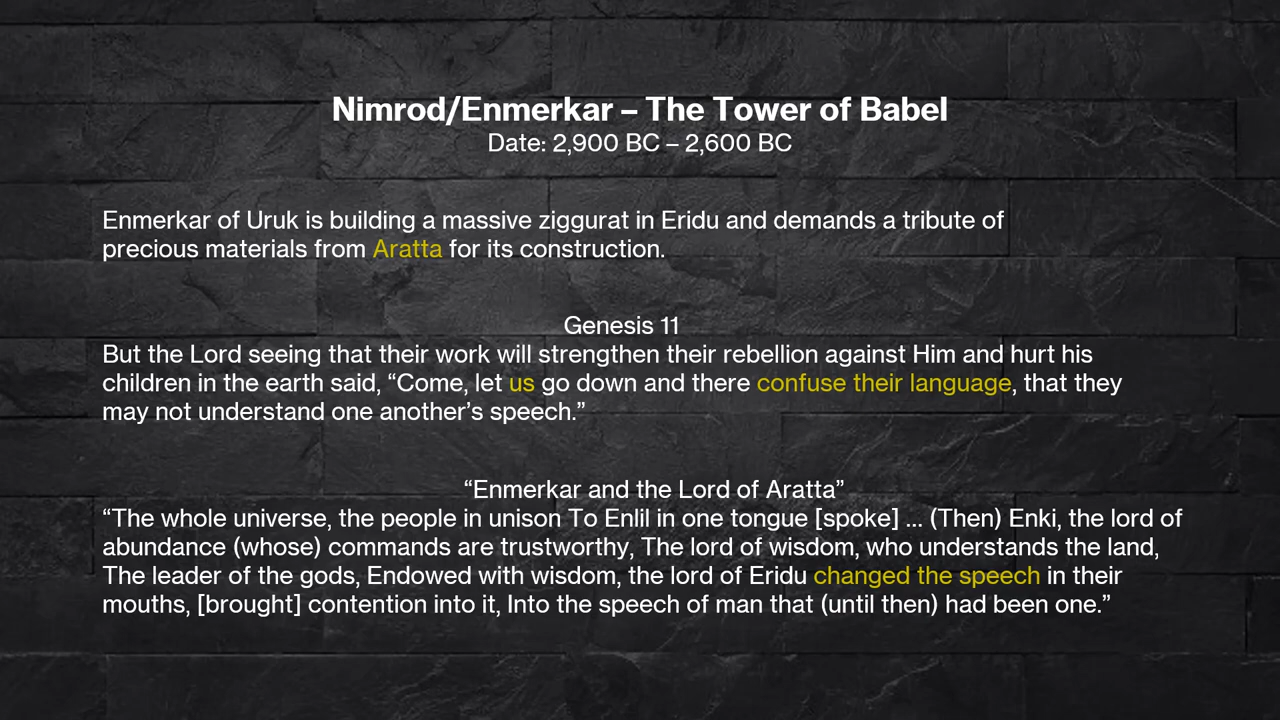 Nimrod/Enmerkar – The Tower of Babel
Date: 2,900 BC – 2,600 BC
Enmerkar of Uruk is building a massive ziggurat in Eridu and demands a tribute of
precious materials from Aratta for its construction.
Genesis 11
But the Lord seeing that their work will strengthen their rebellion against Him and hurt his
children in the earth said, “Come, let us go down and there confuse their language, that they
may not understand one another’s speech.”
“Enmerkar and the Lord of Aratta”
“The whole universe, the people in unison To Enlil in one tongue [spoke] ... (Then) Enki, the lord of
abundance (whose) commands are trustworthy, The lord of wisdom, who understands the land,
The leader of the gods, Endowed with wisdom, the lord of Eridu changed the speech in their
mouths, [brought] contention into it, Into the speech of man that (until then) had been one.”